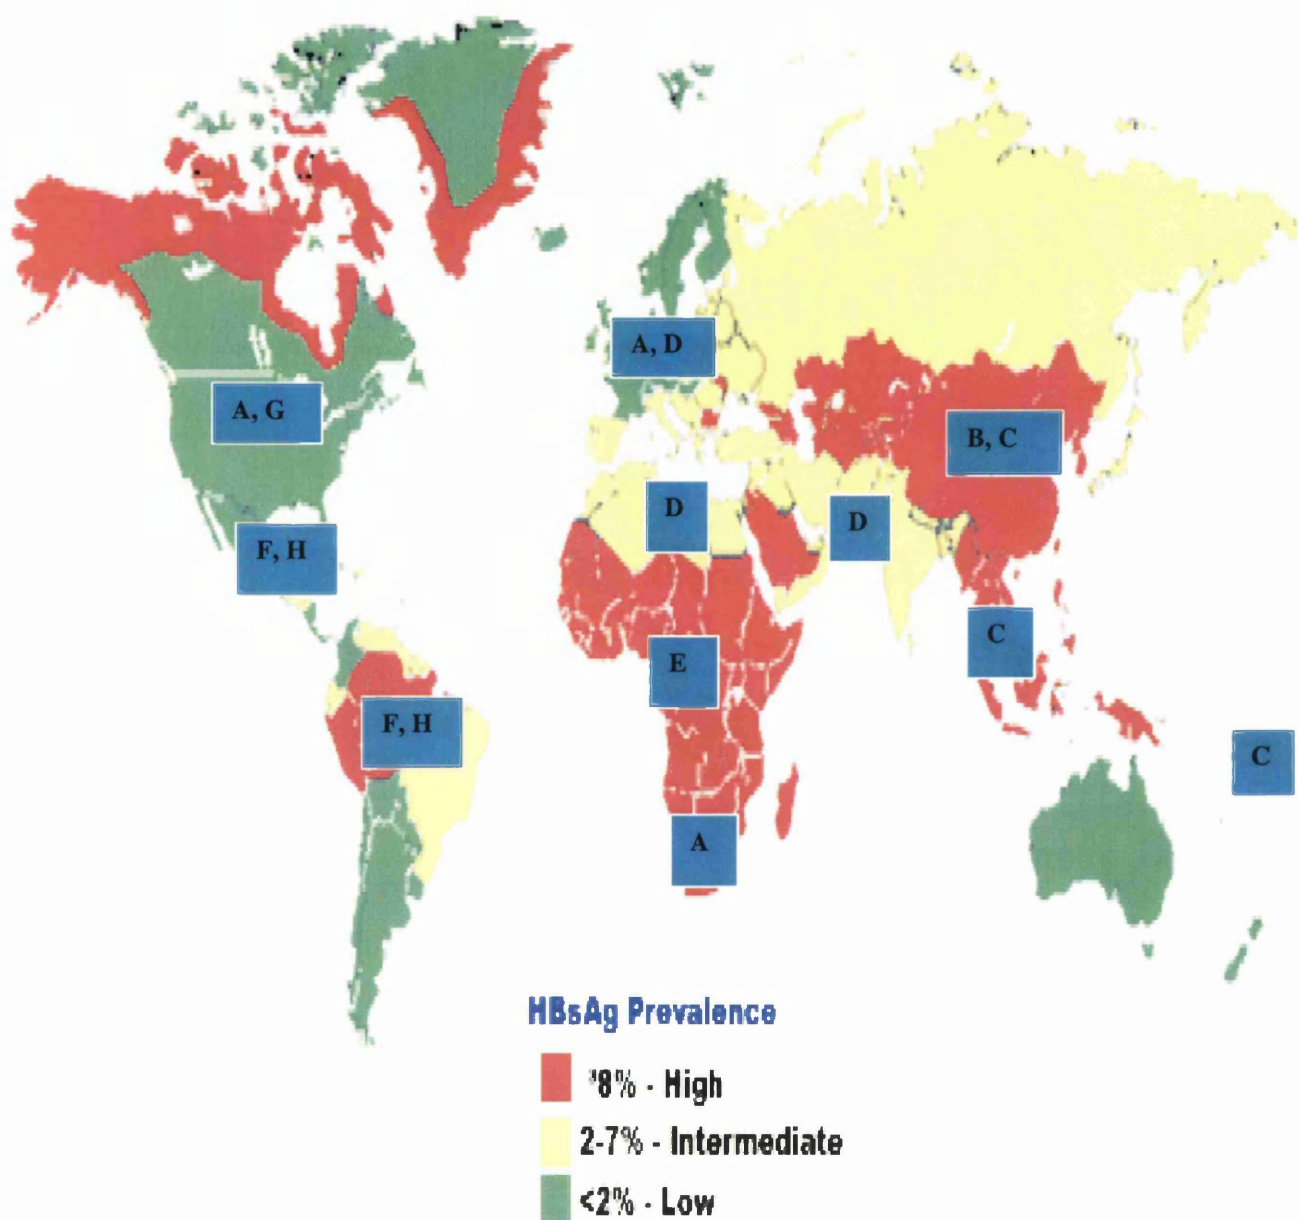 A, D
A, G
B, C
D
D
F, H
C
E
F, H
C
A
HBsAg Prevalence
8% - High
2-7% - Intermediate
<2% - Low